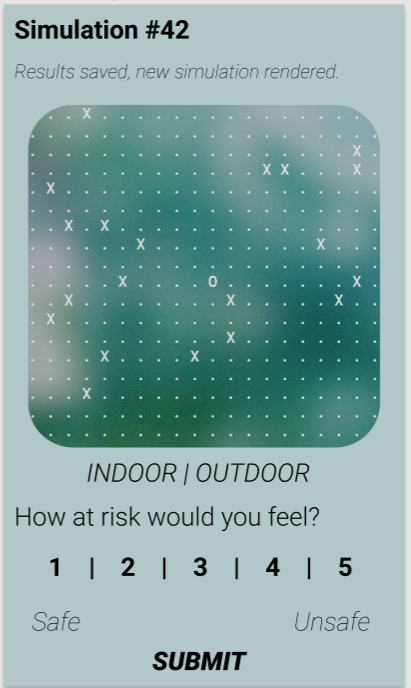 Simulation #42
Results saved, new simulation rendered.
X
X
X X X
X
X X
X X
X O X
X X X
X
X
X X
X
INDOOR | OUTDOOR
How at risk would you feel?
1 | 2 | 3 | 4 | 5
Safe Unsafe
SUBMIT